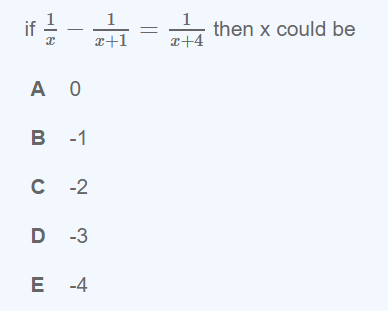 if 1/x − 1/x+1 = 1/x+4 then x could be
A 0
B -1
C -2
D -3
E -4